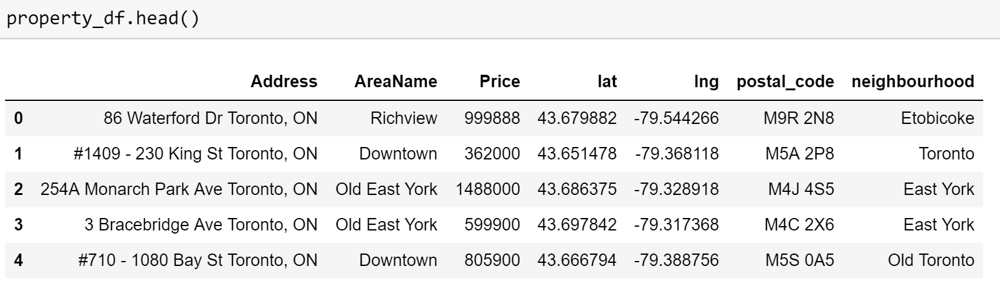 property_df.head()
Address AreaName Price lat lng postal_code neighbourhood
0 86 Waterford Dr Toronto, ON Richview 999888 43.679882 -79.544266 M9R 2N8 Etobicoke
1 #1409 - 230 King St Toronto, ON Downtown 362000 43.651478 -79.368118 M5A 2P8 Toronto
2 254A Monarch Park Ave Toronto, ON Old East York 1488000 43.686375 -79.328918 M4J 4S5 East York
3 3 Bracebridge Ave Toronto, ON Old East York 599900 43.697842 -79.317368 M4C 2X6 East York
4 #710 - 1080 Bay St Toronto, ON Downtown 805900 43.666794 -79.388756 M5S 0A5 Old Toronto